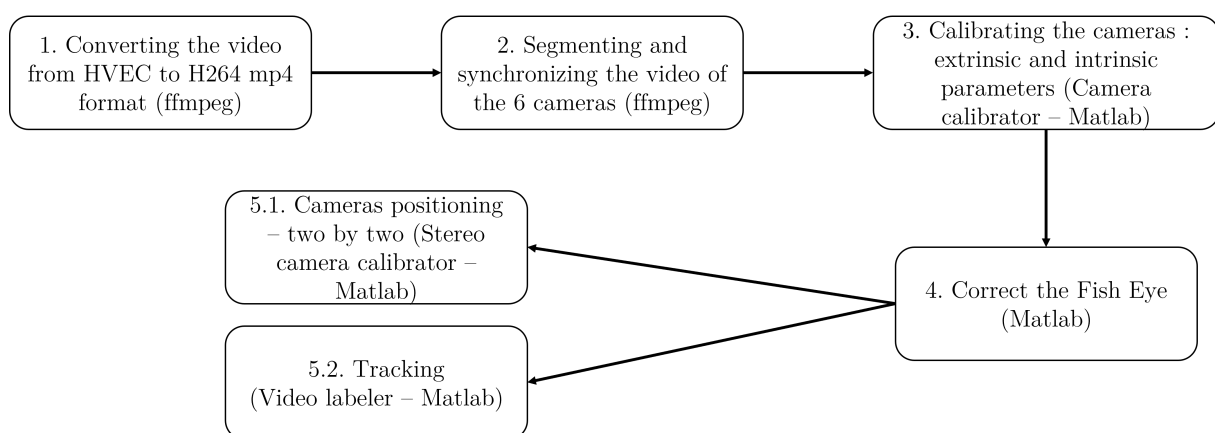 1. Converting the video
from HVEC to H264 mp4
format (ffmpeg)
2. Segmenting and
synchronizing the video of
the 6 cameras (ffmpeg)
3. Calibrating the cameras :
extrinsic and intrinsic
parameters (Camera
calibrator – Matlab)
4. Correct the Fish Eye
(Matlab)
5.1. Cameras positioning
– two by two (Stereo
camera calibrator –
Matlab)
5.2. Tracking
(Video labeler – Matlab)